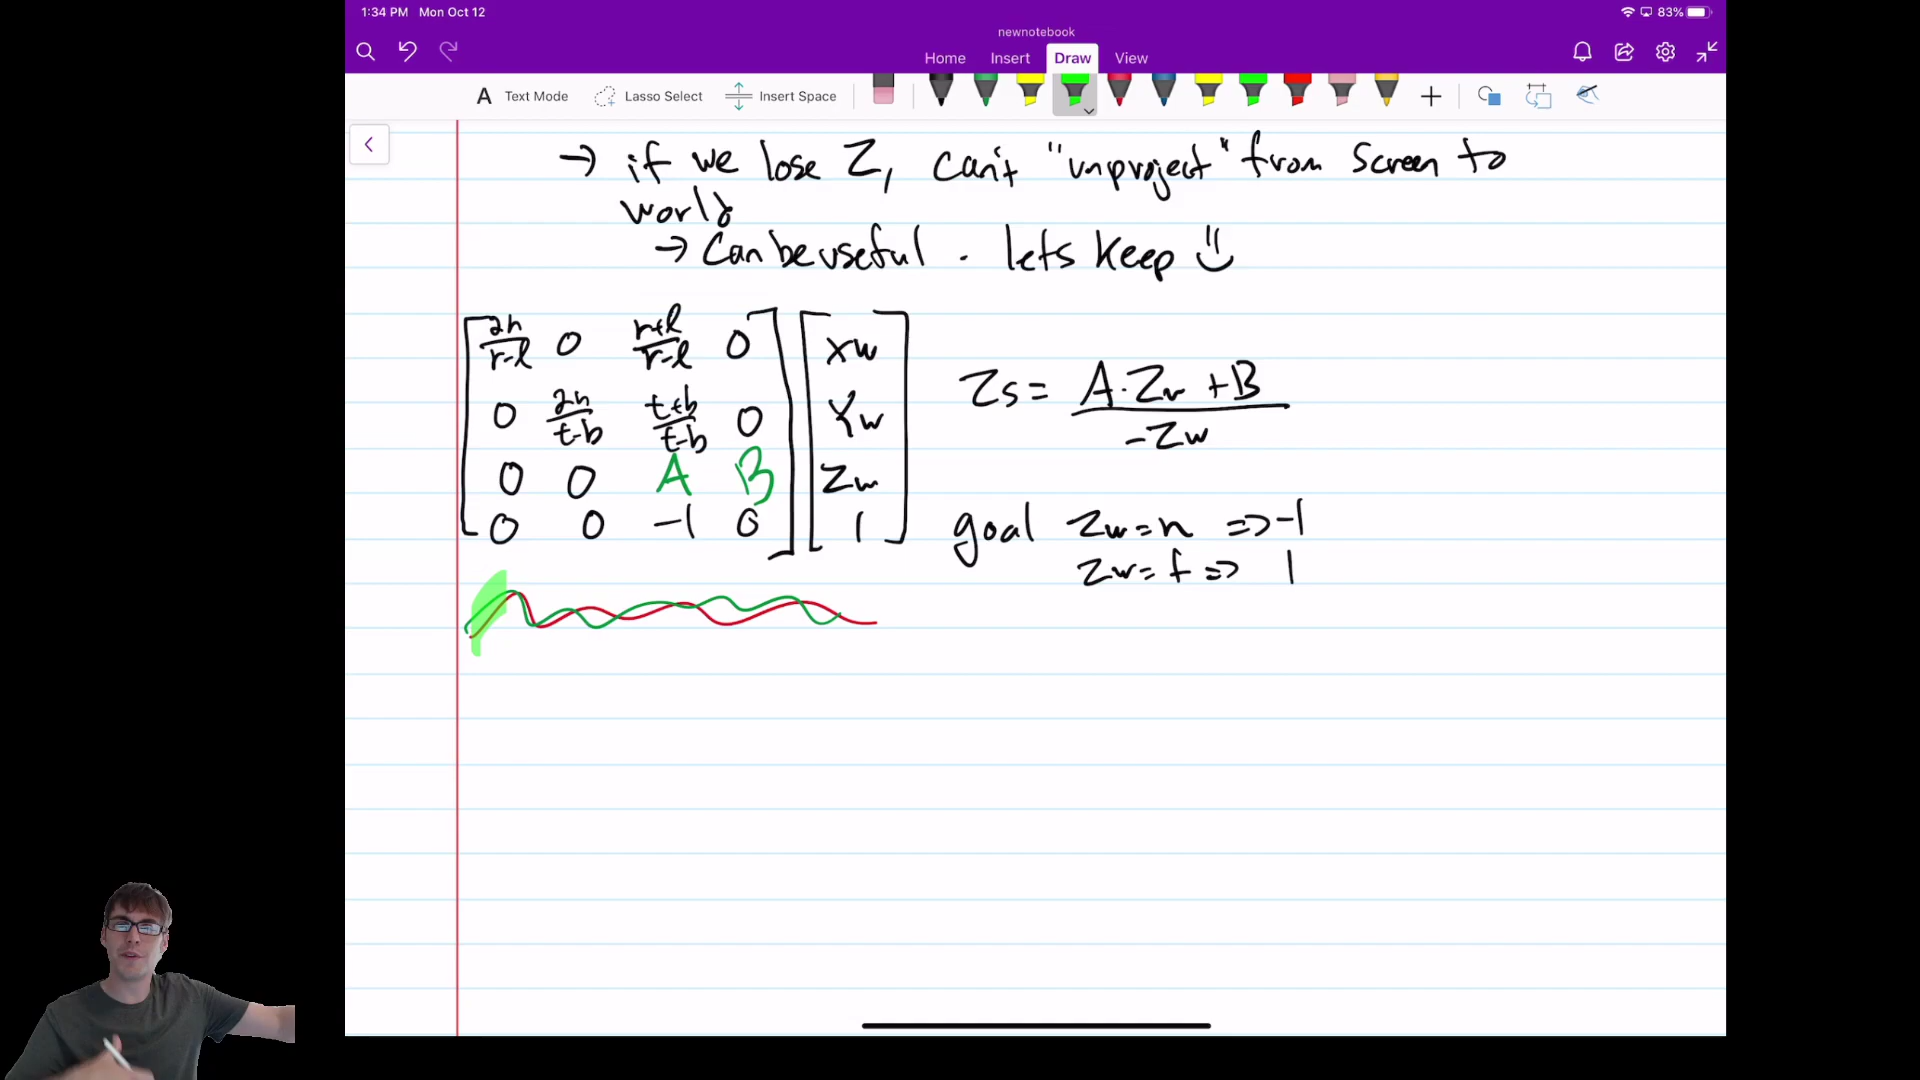 1:34 PM Mon Oct 12
83%
newnotebook
Home Insert Draw View
A Text Mode Lasso Select Insert Space
→ if we lose Z, can't "unproject" from Screen to
world
→ Can be useful . lets keep
2n/r-l 0 r+l/r-l 0 Xw
0 2n/t-b t+b/t-b 0 Yw
0 0 A B Zw
0 0 -1 0 1
Zs = A·Zw + B
-Zw
goal Zw = n => -1
Zw = f => 1